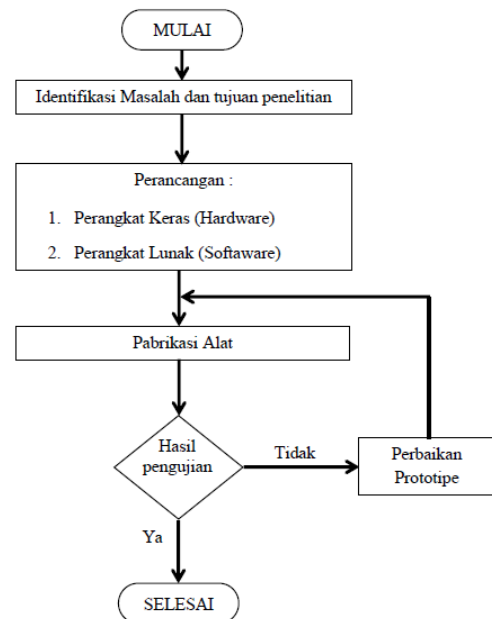 MULAI
Identifikasi Masalah dan tujuan penelitian
Perancangan :
1. Perangkat Keras (Hardware)
2. Perangkat Lunak (Softaware)
Pabrikasi Alat
Hasil
pengujian
Tidak
Perbaikan
Prototipe
Ya
SELESAI